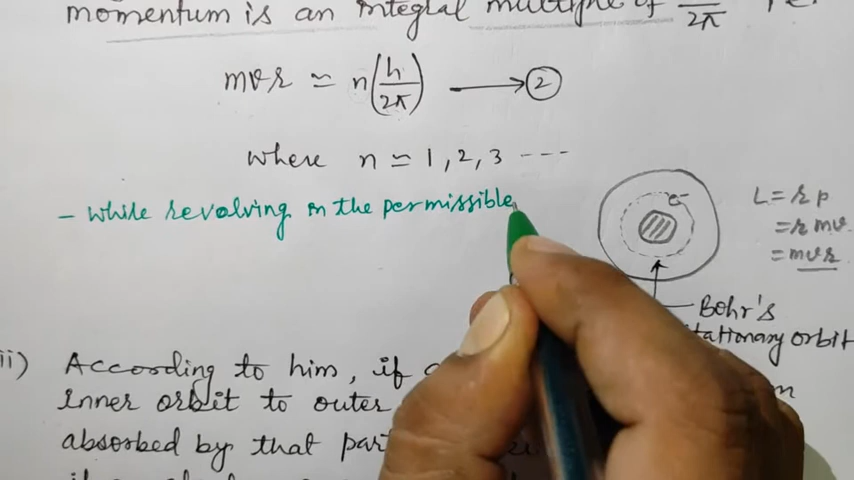 momentum is an integral multiple of
2π
mvr ≃ n(h/2π) ⟶ ②
where n ≃ 1, 2, 3 ----
- while revolving in the permissible
e-
L = r p
= r mv
= mvr
Bohr's
stationary orbit
ii) According to him, if
inner orbit to outer
absorbed by that